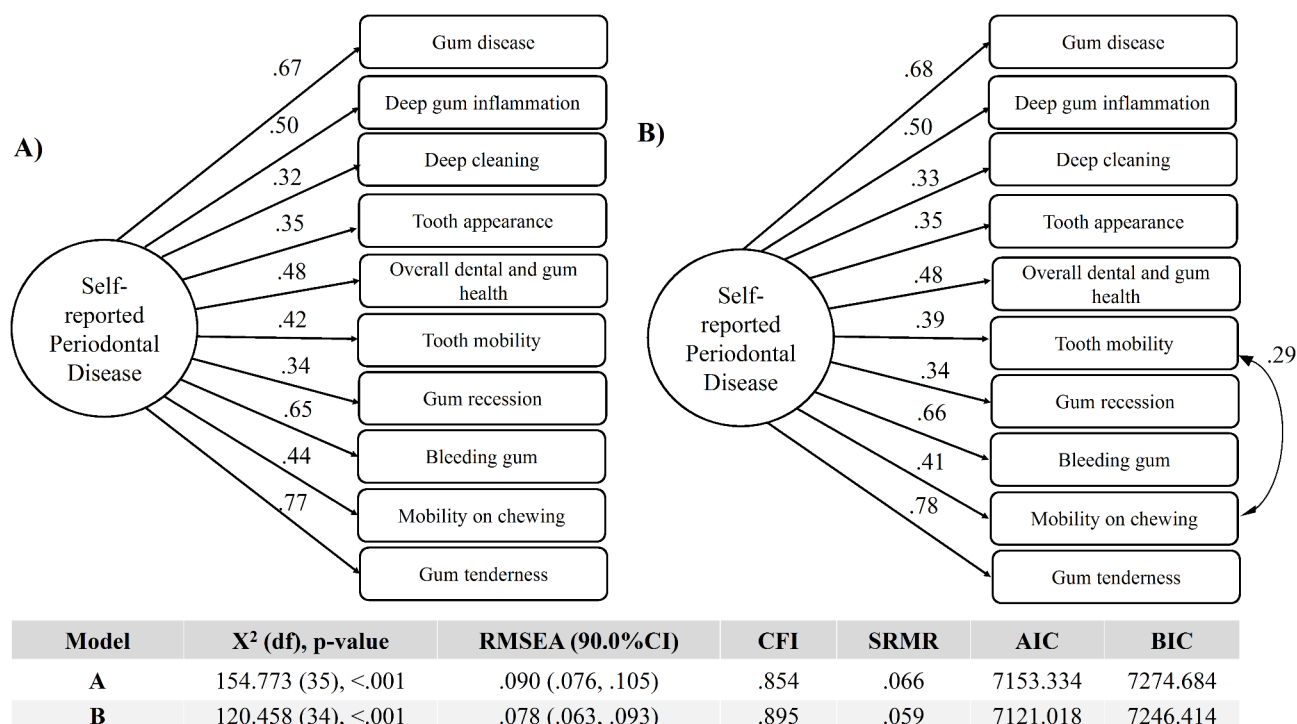 A)
Self-
reported
Periodontal
Disease
.67
.50
.32
.35
.48
.42
.34
.65
.44
.77
Gum disease
Deep gum inflammation
Deep cleaning
Tooth appearance
Overall dental and gum
health
Tooth mobility
Gum recession
Bleeding gum
Mobility on chewing
Gum tenderness
B)
Self-
reported
Periodontal
Disease
.68
.50
.33
.35
.48
.39
.34
.66
.41
.78
Gum disease
Deep gum inflammation
Deep cleaning
Tooth appearance
Overall dental and gum
health
Tooth mobility
Gum recession
Bleeding gum
Mobility on chewing
Gum tenderness
.29
Model X² (df), p-value RMSEA (90.0%CI) CFI SRMR AIC BIC
A 154.773 (35), <.001 .090 (.076, .105) .854 .066 7153.334 7274.684
B 120.458 (34), <.001 .078 (.063, .093) .895 .059 7121.018 7246.414